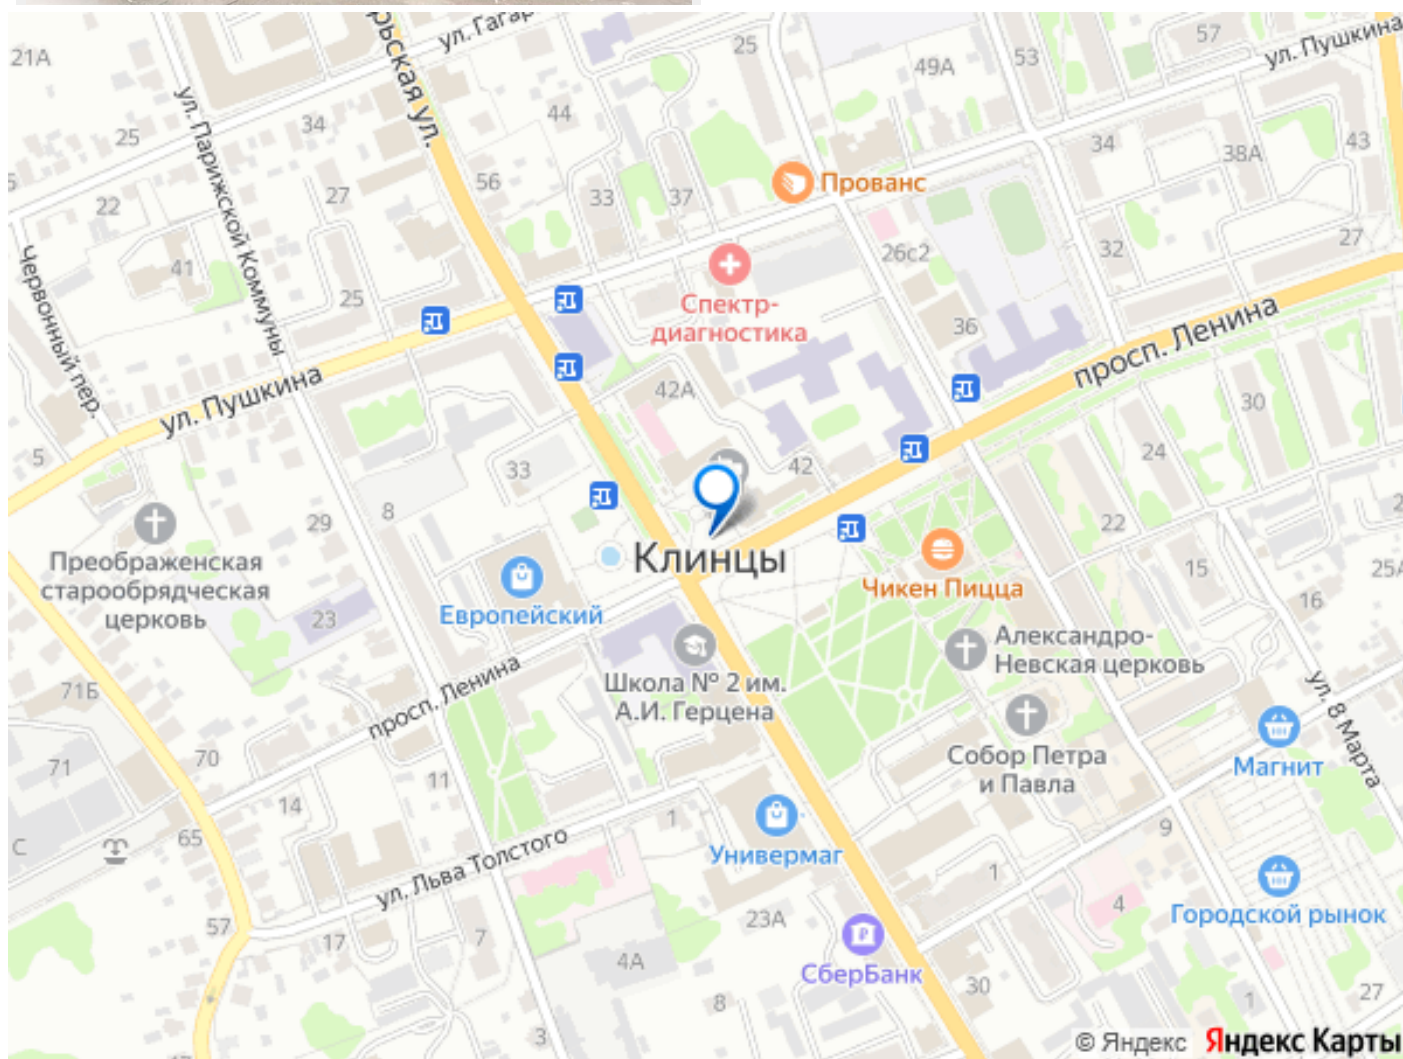 21А
ул. Гагар
25
57
ул. Пушкина
рьская ул.
53
49А
44
25
34
34
38А
43
ул. Парижской Коммуны
56
Прованс
27
33
37
22
32
27
26с2
41
Спектр-
диагностика
25
36
просп. Ленина
Червонный пер.
ул. Пушкина
42А
30
5
33
42
24
8
29
22
Преображенская
старообрядческая
церковь
Клинцы
15
25А
Чикен Пицца
Европейский
16
23
Александро-
Невская церковь
Школа № 2 им.
А.И. Герцена
просп. Ленина
71Б
ул. 8 Марта
Собор Петра
и Павла
Магнит
70
71
11
14
1
65
С
9
Универмаг
ул. Льва Толстого
1
4
Городской рынок
57
17
7
23А
4А
СберБанк
30
8
1
27
3
© Яндекс Яндекс Карты